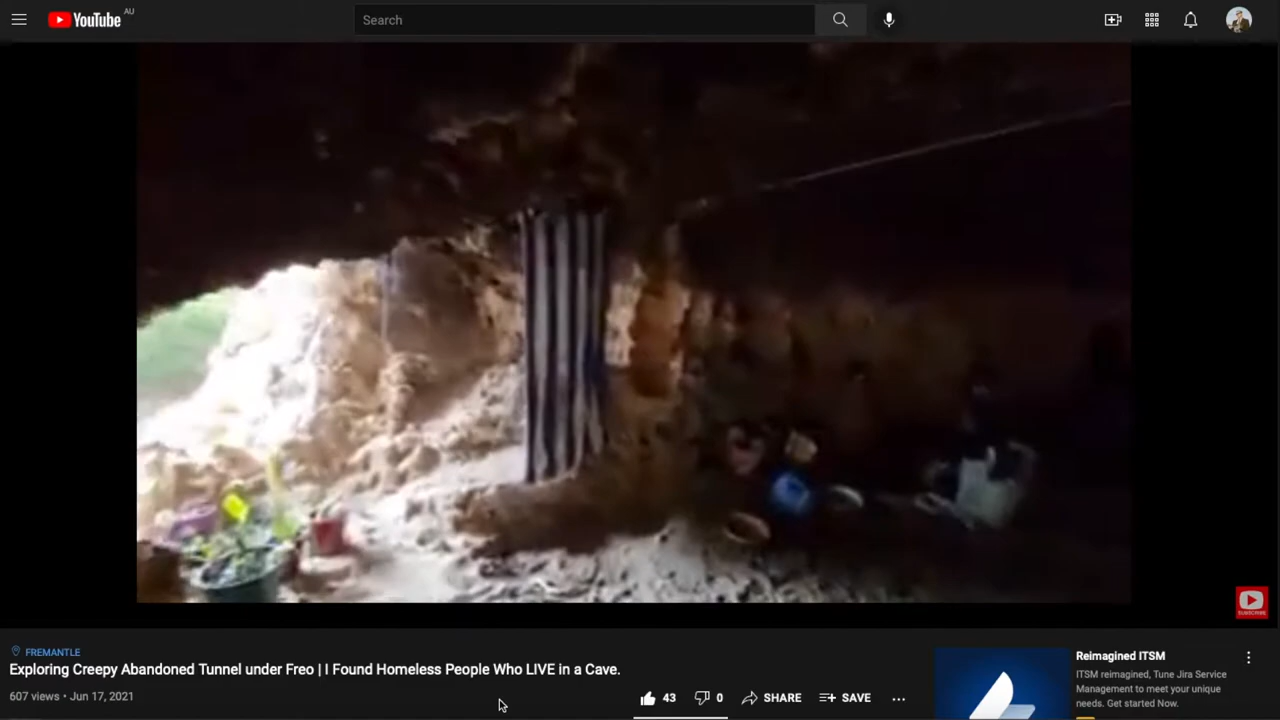 YouTube AU
Search
SUBSCRIBE
FREMANTLE
Exploring Creepy Abandoned Tunnel under Freo | I Found Homeless People Who LIVE in a Cave.
607 views • Jun 17, 2021
43
0
SHARE
SAVE
Reimagined ITSM
ITSM reimagined, Tune Jira Service
Management to meet your unique
needs. Get started Now.